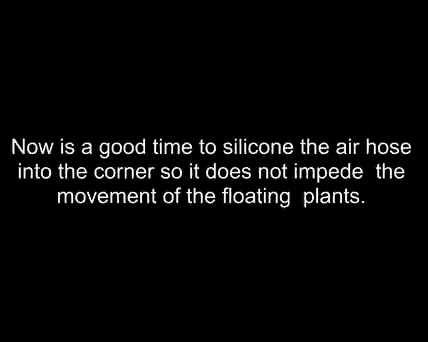 Now is a good time to silicone the air hose
into the corner so it does not impede  the
movement of the floating  plants.